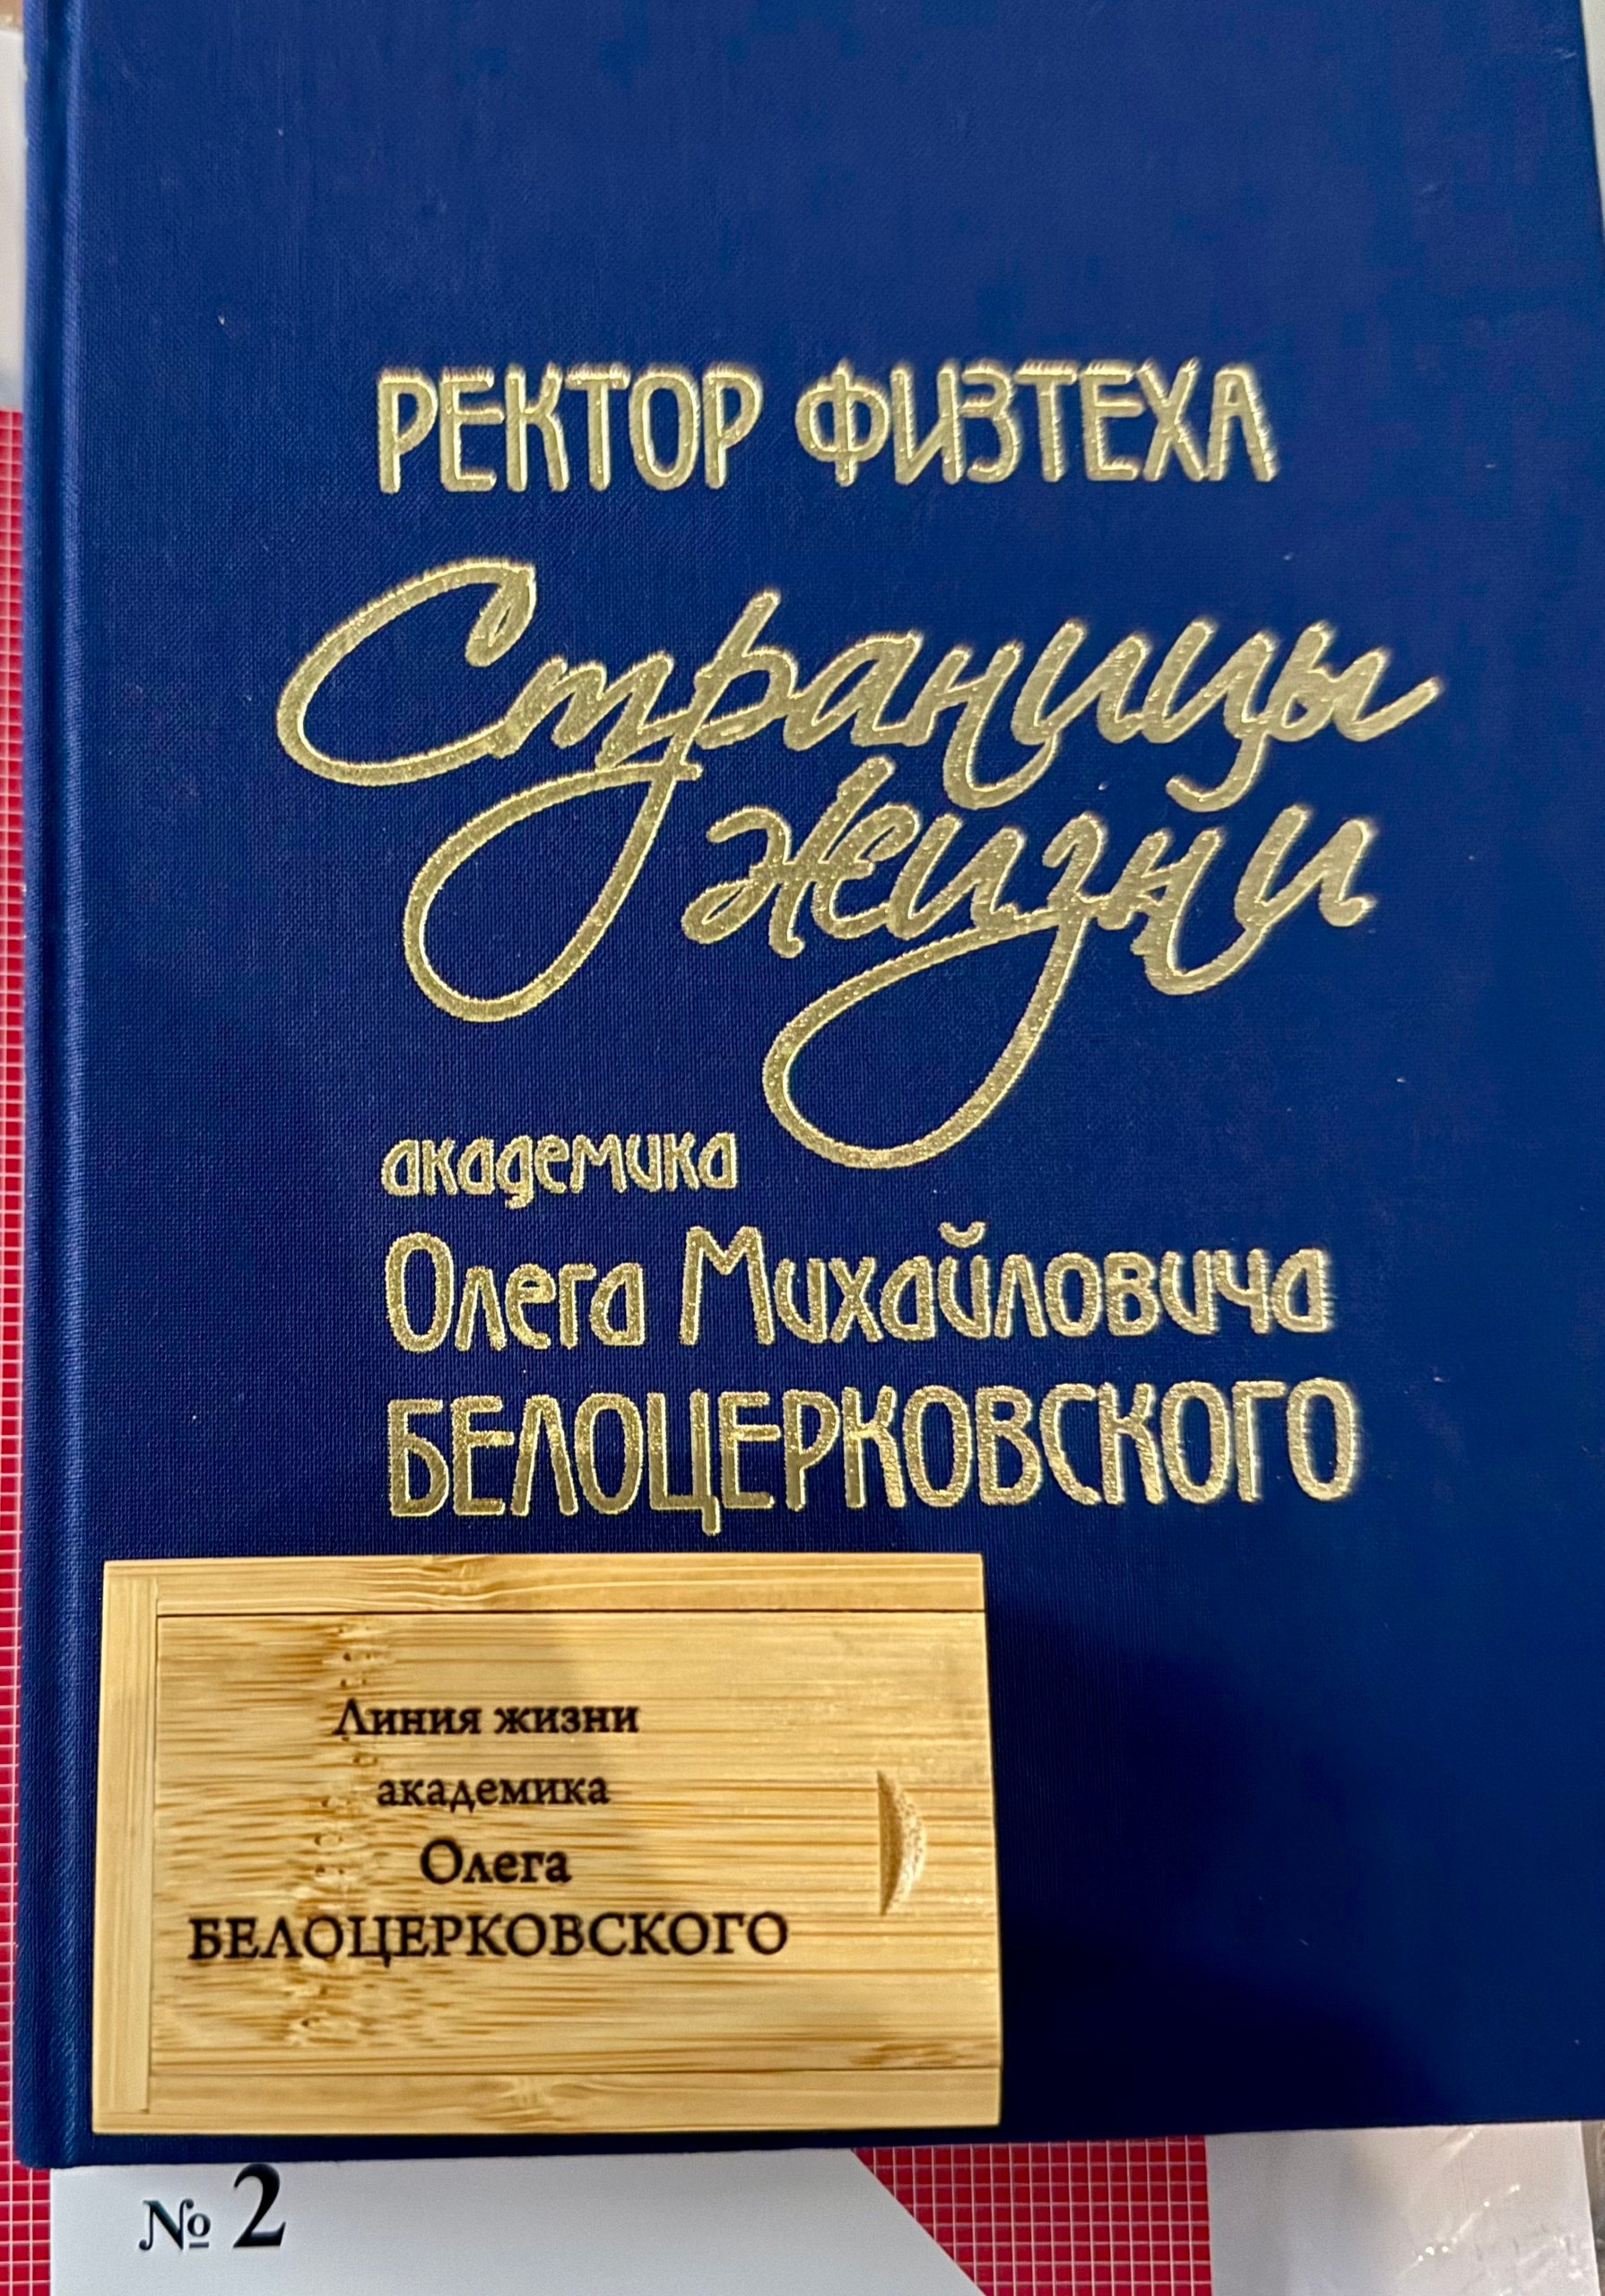 РЕКТОР ФИЗТЕХА
Страницы
жизни
академика
Олега Михайловича
БЕЛОЦЕРКОВСКОГО
Линия жизни
академика
Олега
БЕЛОЦЕРКОВСКОГО
№ 2